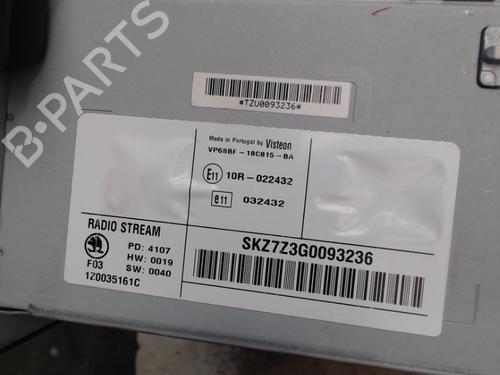 *TZU0093236*
Made in Portugal by Visteon
VP6SBF-18C815-BA
E11 10R-022432
e11 032432
RADIO STREAM
PD: 4107
HW: 0019
F03
SW: 0040
1Z0035161C
SKZ7Z3G0093236
B-PARTS